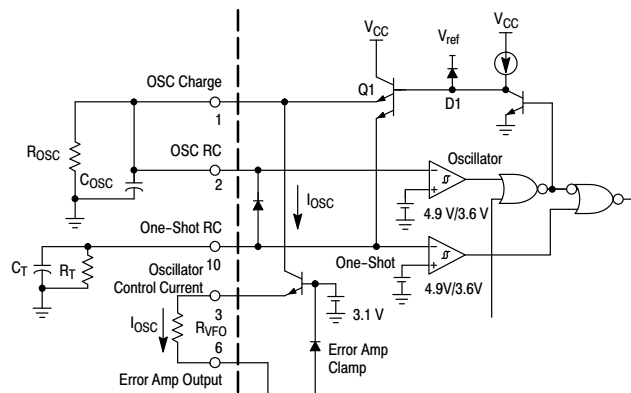 VCC
Vref
VCC
OSC Charge
Q1
D1
1
ROSC
COSC
OSC RC
2
Oscillator
IOSC
4.9 V/3.6 V
One-Shot RC
One-Shot
CT
RT
10
Oscillator
Control Current
4.9V/3.6V
3
3.1 V
IOSC
RVFO
6
Error Amp
Clamp
Error Amp Output